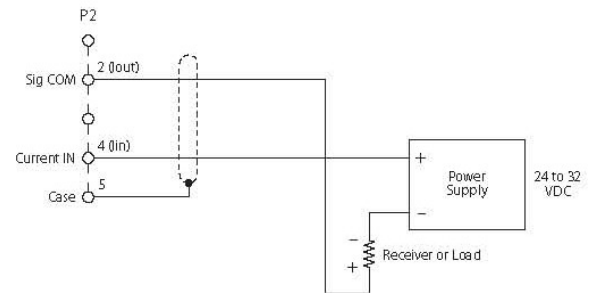 P2
2 (Iout)
Sig COM
4 (Iin)
Current IN
5
Case
+
Power
Supply
−
24 to 32
VDC
−
+
Receiver or Load